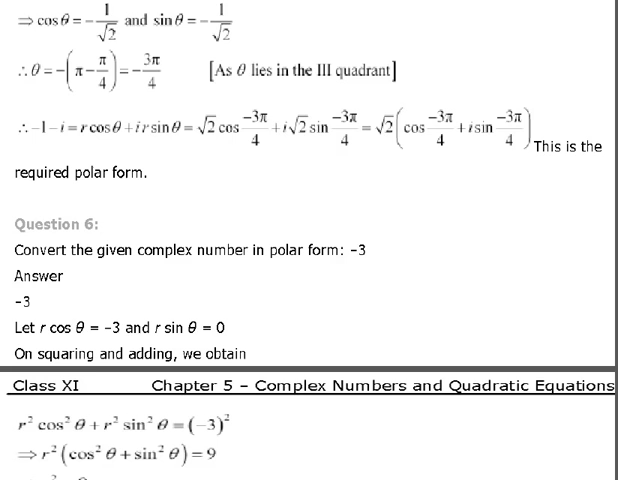 ⇒ cos θ = −1/√2 and sin θ = −1/√2
∴ θ = −(π − π/4) = −3π/4 [As θ lies in the III quadrant]
∴ −1 − i = r cos θ + i r sin θ = √2 cos −3π/4 + i√2 sin −3π/4 = √2(cos −3π/4 + i sin −3π/4) This is the
required polar form.
Question 6:
Convert the given complex number in polar form: –3
Answer
–3
Let r cos θ = –3 and r sin θ = 0
On squaring and adding, we obtain
Class XI Chapter 5 – Complex Numbers and Quadratic Equations
r² cos² θ + r² sin² θ = (−3)²
⇒ r²(cos² θ + sin² θ) = 9